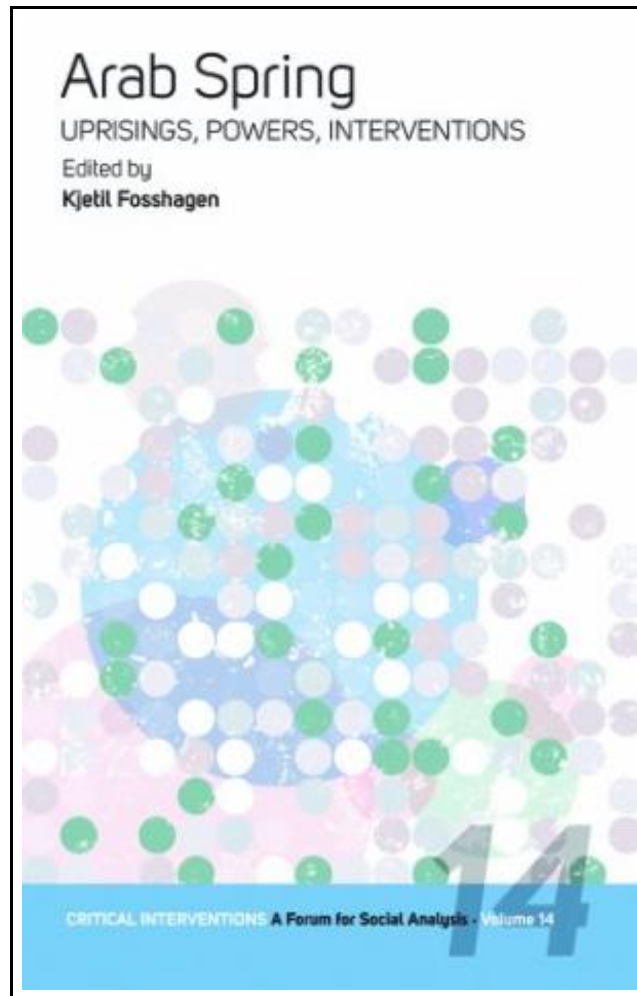 Arab Spring
UPRISINGS, POWERS, INTERVENTIONS
Edited by
Kjetil Fosshagen
14
CRITICAL INTERVENTIONS A Forum for Social Analysis - Volume 14